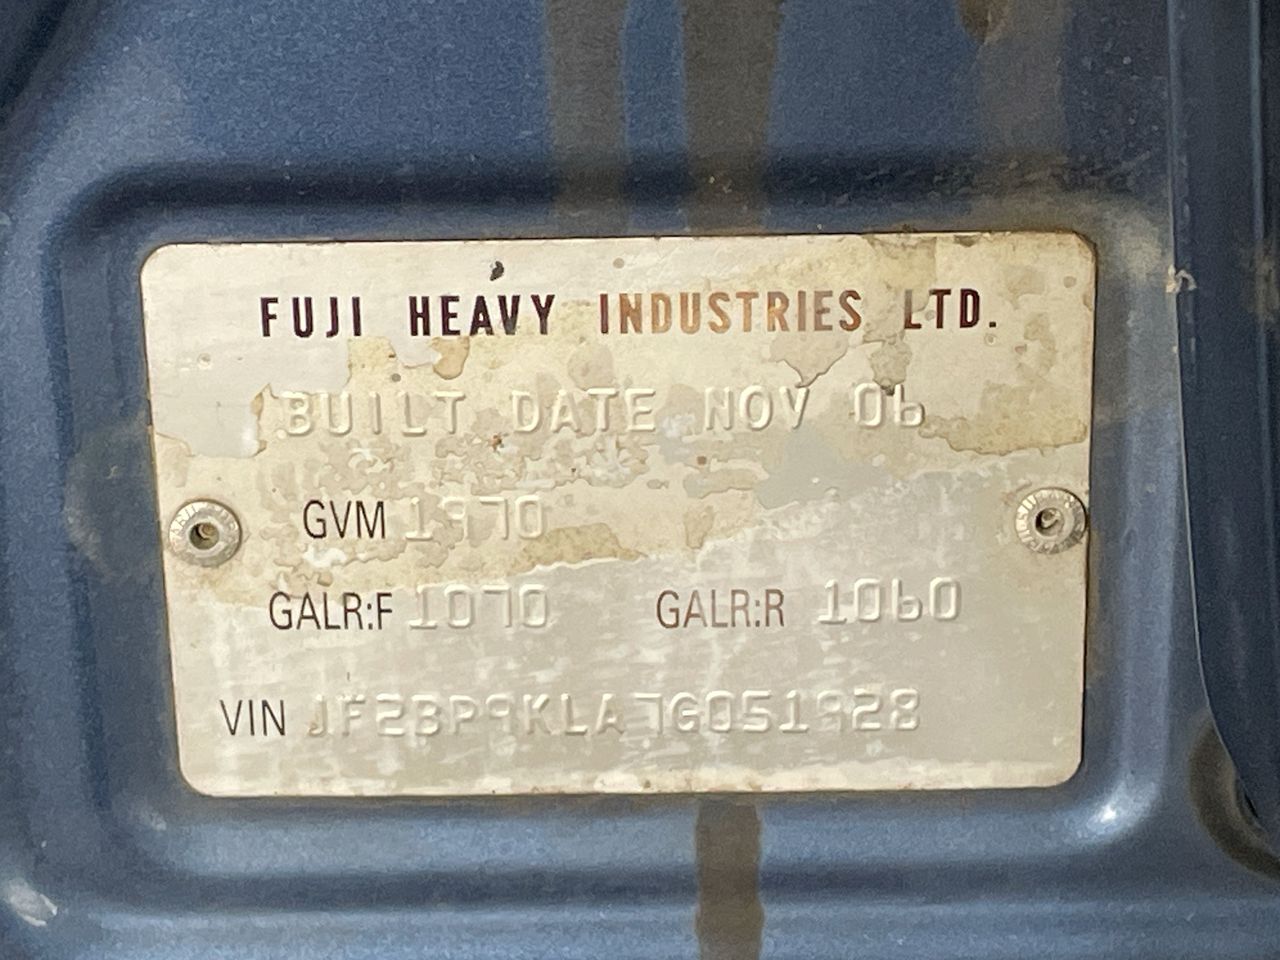 FUJI HEAVY INDUSTRIES LTD.
BUILT DATE NOV 06
GVM 1970
GALR:F 1070 GALR:R 1060
VIN JF2BP9KLA7G051928